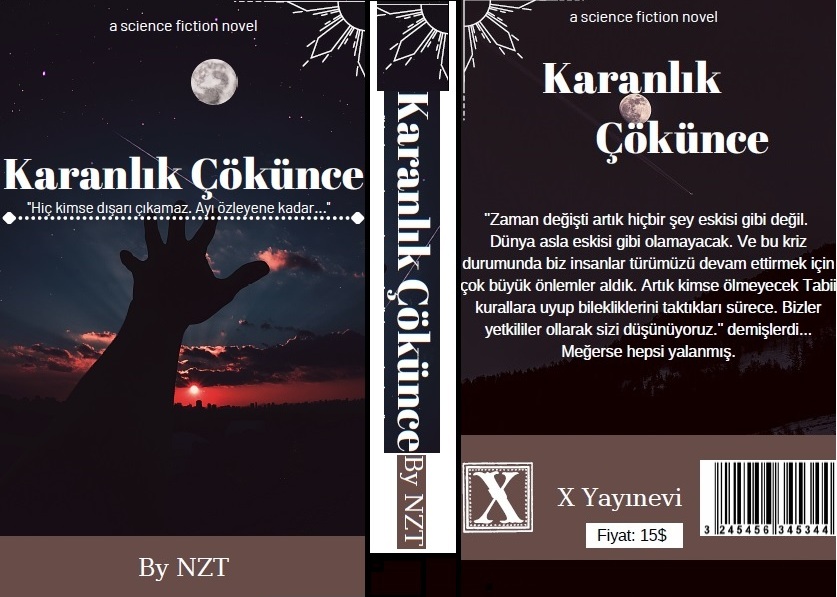 a science fiction novel
Karanlık Çökünce
"Hiç kimse dışarı çıkamaz. Ayı özleyene kadar..."
By NZT
Karanlık Çökünce
By NZT
a science fiction novel
Karanlık
Çökünce
"Zaman değişti artık hiçbir şey eskisi gibi değil.
Dünya asla eskisi gibi olamayacak. Ve bu kriz
durumunda biz insanlar türümüzü devam ettirmek için
çok büyük önlemler aldık. Artık kimse ölmeyecek Tabii
kurallara uyup bilekliklerini taktıkları sürece. Bizler
yetkililer ollarak sizi düşünüyoruz." demişlerdi...
Meğerse hepsi yalanmış.
X
X Yayınevi
Fiyat: 15$
3 245456 345344